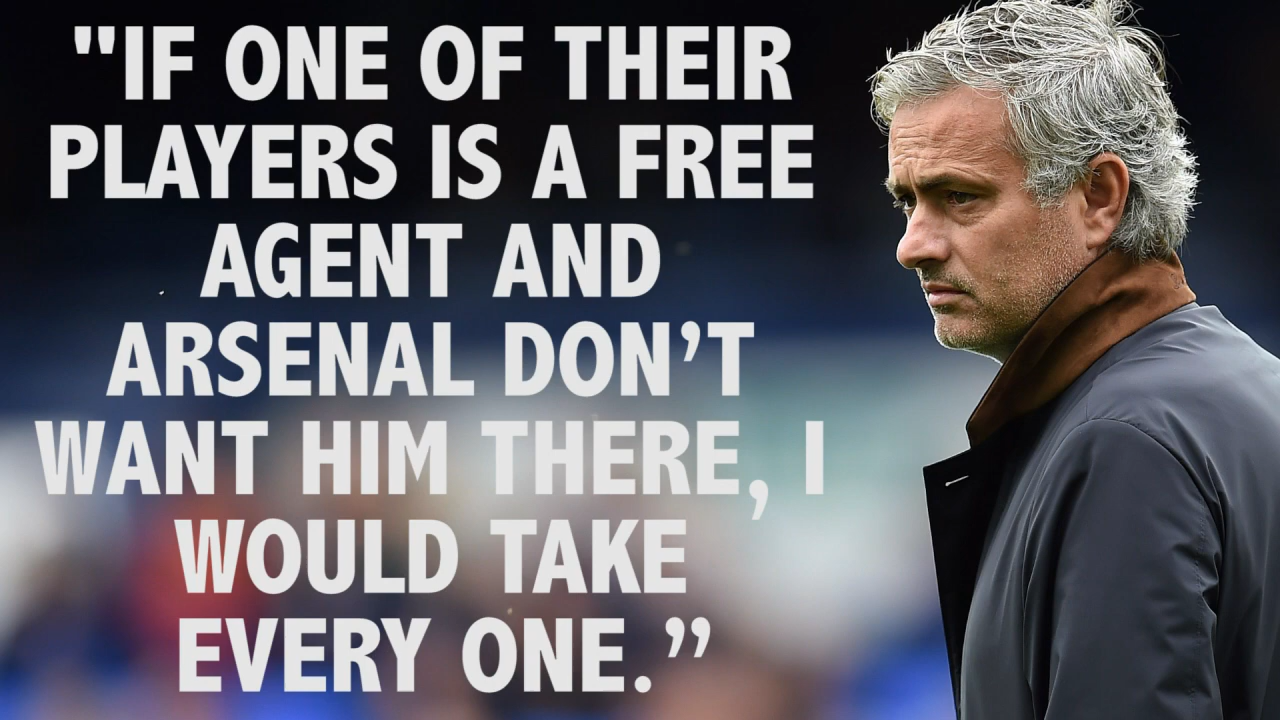 "IF ONE OF THEIR
PLAYERS IS A FREE
AGENT AND
ARSENAL DON’T
WANT HIM THERE, I
WOULD TAKE
EVERY ONE.”